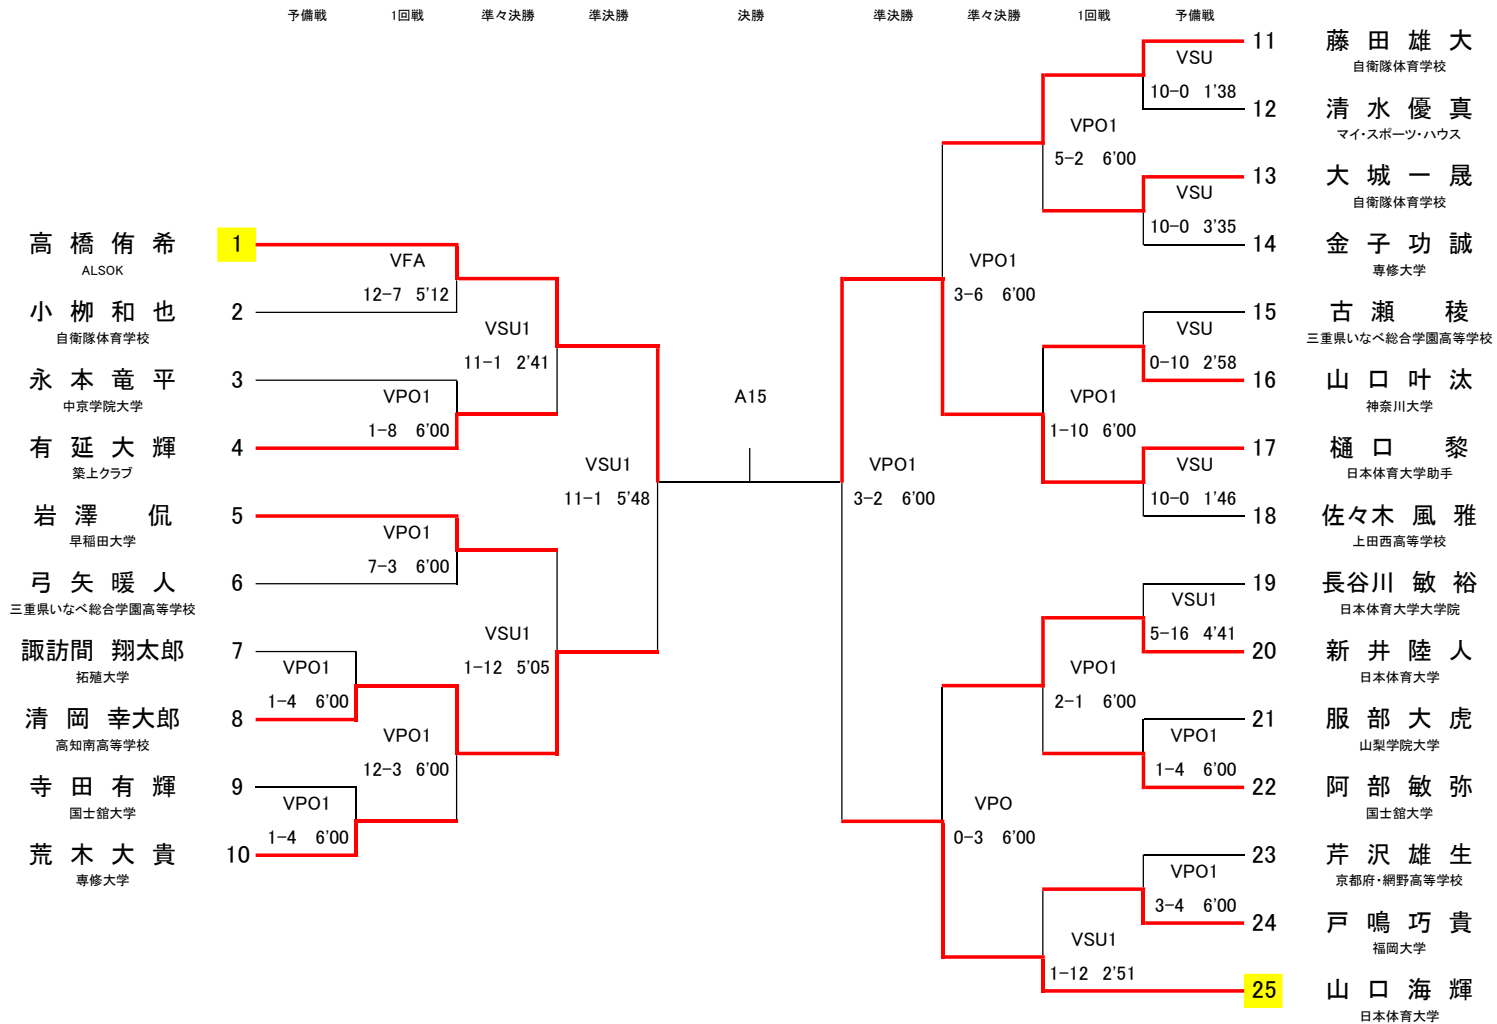 予備戦 1回戦 準々決勝 準決勝 決勝 準決勝 準々決勝 1回戦 予備戦
高橋侑希 1
ALSOK
VFA
12-7 5'12
小栁和也 2
自衛隊体育学校
VSU1
11-1 2'41
永本竜平 3
中京学院大学
VPO1
1-8 6'00
有延大輝 4
築上クラブ
VSU1
11-1 5'48
岩澤 侃 5
早稲田大学
VPO1
7-3 6'00
弓矢暖人 6
三重県いなべ総合学園高等学校
VSU1
1-12 5'05
諏訪間 翔太郎 7
拓殖大学
VPO1
1-4 6'00
清岡幸大郎 8
高知南高等学校
VPO1
12-3 6'00
寺田有輝 9
国士舘大学
VPO1
1-4 6'00
荒木大貴 10
専修大学
A15
11 藤田雄大
自衛隊体育学校
VSU
10-0 1'38
12 清水優真
マイ・スポーツ・ハウス
VPO1
5-2 6'00
13 大城一晟
自衛隊体育学校
VSU
10-0 3'35
14 金子功誠
専修大学
VPO1
3-6 6'00
15 古瀬 稜
三重県いなべ総合学園高等学校
VSU
0-10 2'58
16 山口叶汰
神奈川大学
VPO1
1-10 6'00
17 樋口 黎
日本体育大学助手
VSU
10-0 1'46
18 佐々木 風雅
上田西高等学校
VPO1
3-2 6'00
19 長谷川 敏裕
日本体育大学大学院
VSU1
5-16 4'41
20 新井陸人
日本体育大学
VPO1
2-1 6'00
21 服部大虎
山梨学院大学
VPO1
1-4 6'00
22 阿部敏弥
国士舘大学
VPO
0-3 6'00
23 芹沢雄生
京都府・網野高等学校
VPO1
3-4 6'00
24 戸鳴巧貴
福岡大学
VSU1
1-12 2'51
25 山口海輝
日本体育大学